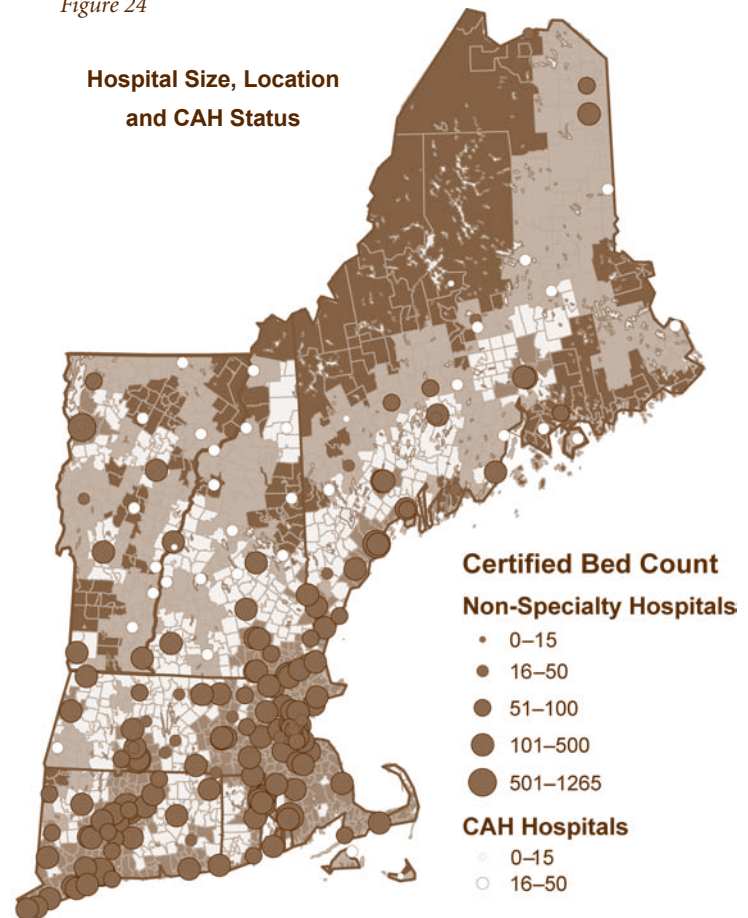 Figure 24
Hospital Size, Location
and CAH Status
Certified Bed Count
Non-Specialty Hospitals
0–15
16–50
51–100
101–500
501–1265
CAH Hospitals
0–15
16–50